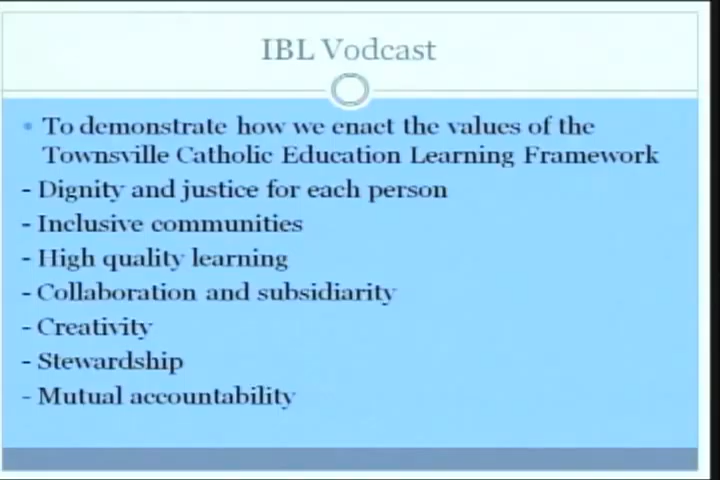 IBL Vodcast
To demonstrate how we enact the values of the
Townsville Catholic Education Learning Framework
- Dignity and justice for each person
- Inclusive communities
- High quality learning
- Collaboration and subsidiarity
- Creativity
- Stewardship
- Mutual accountability